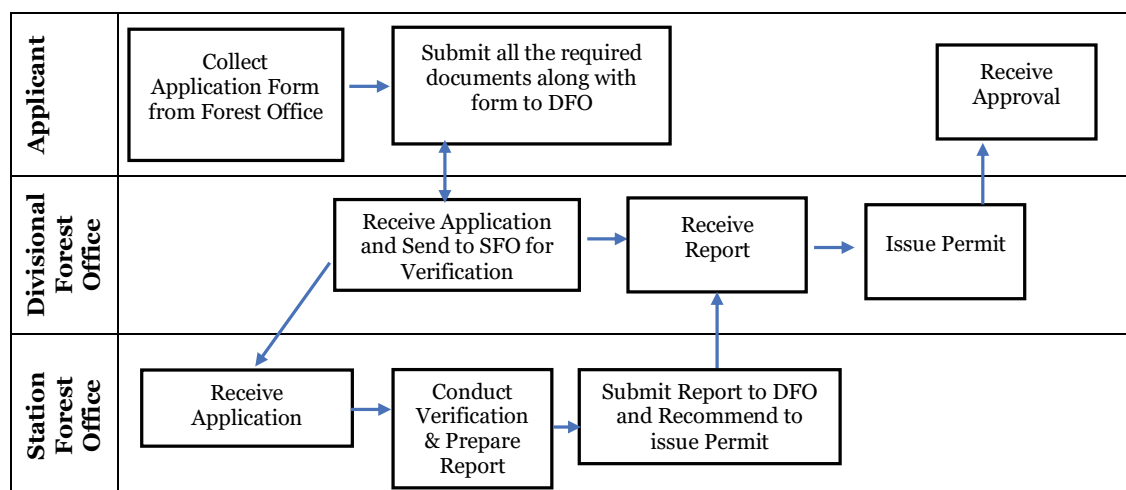 Applicant
Collect
Application Form
from Forest Office
Submit all the required
documents along with
form to DFO
Receive
Approval
Divisional
Forest
Office
Receive Application
and Send to SFO for
Verification
Receive
Report
Issue Permit
Station
Forest
Office
Receive
Application
Conduct
Verification
& Prepare
Report
Submit Report to DFO
and Recommend to
issue Permit